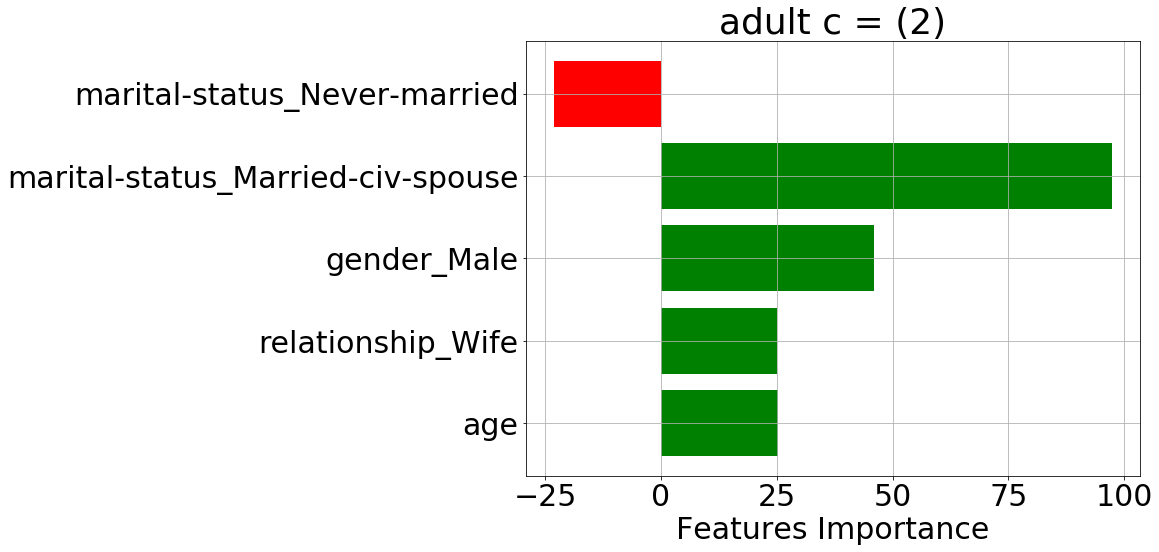 adult c = (2)
marital-status_Never-married
marital-status_Married-civ-spouse
gender_Male
relationship_Wife
age
−25 0 25 50 75 100
Features Importance